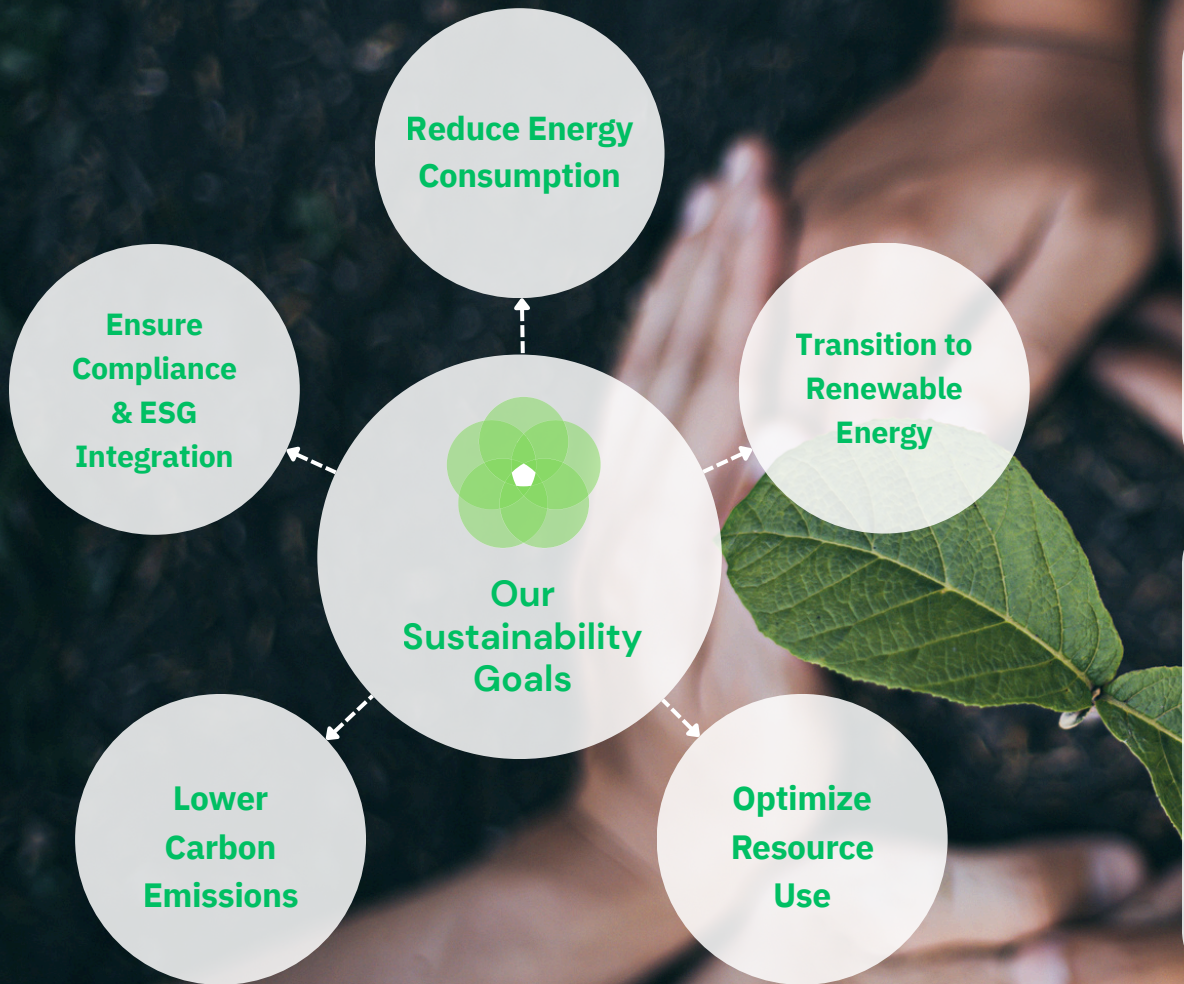 Reduce Energy
Consumption
Ensure
Compliance
& ESG
Integration
Transition to
Renewable
Energy
Our
Sustainability
Goals
Lower
Carbon
Emissions
Optimize
Resource
Use